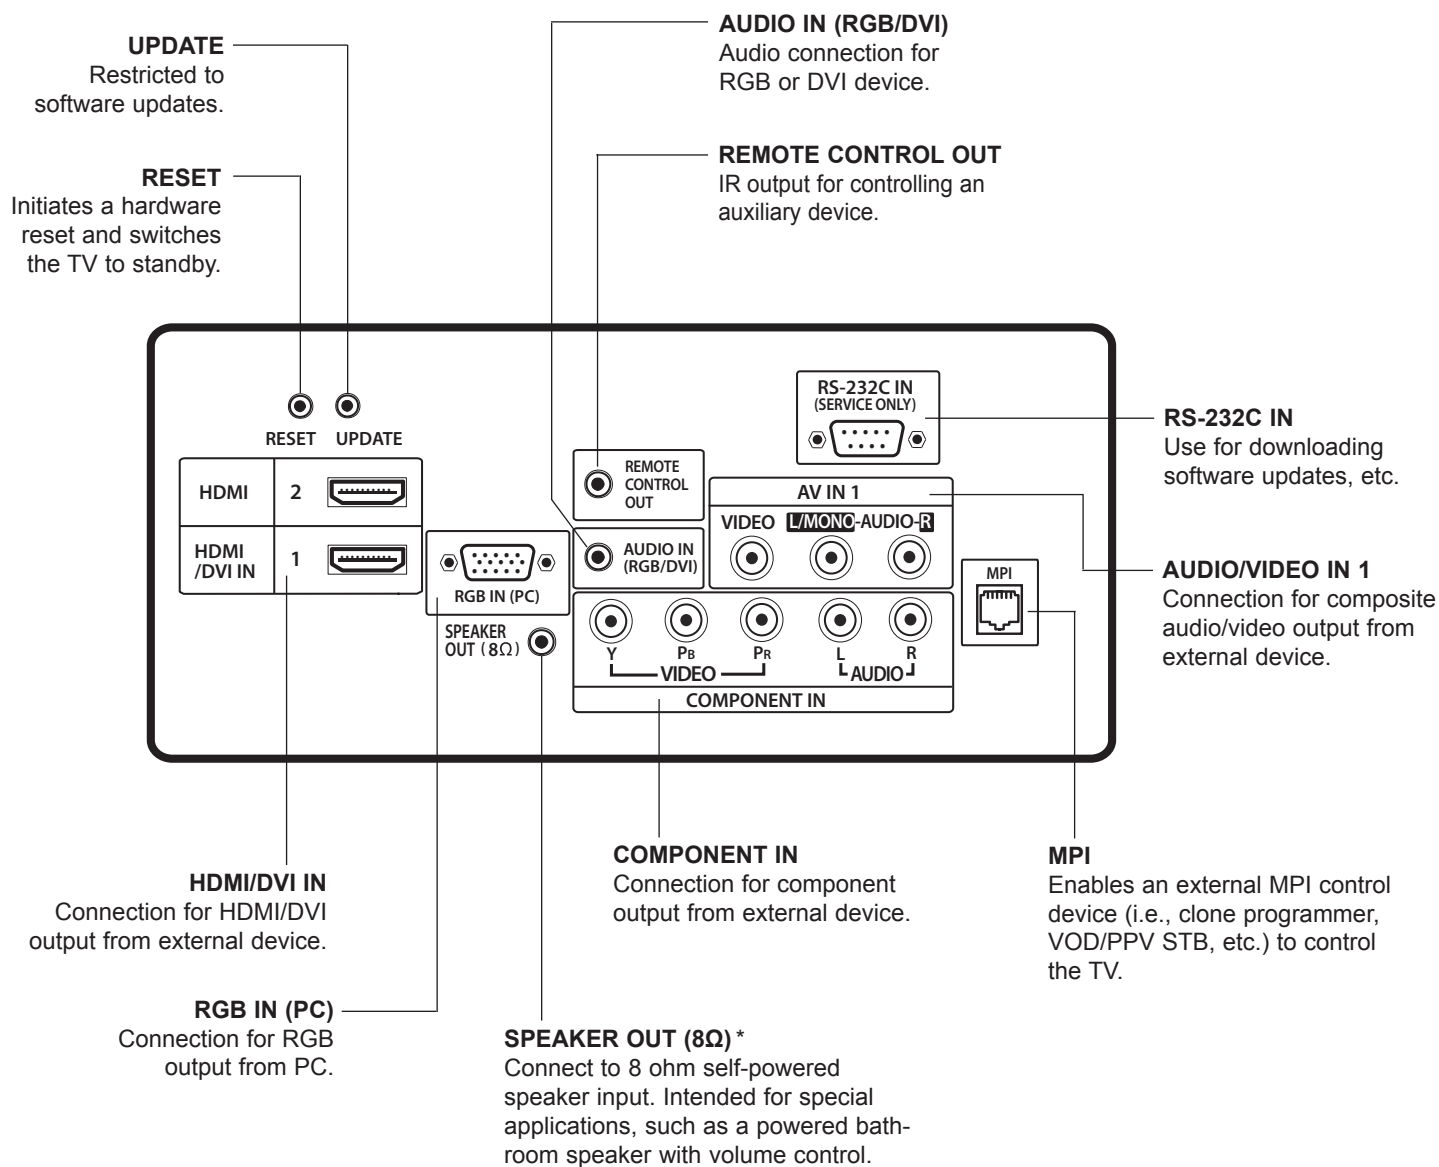 UPDATE
Restricted to
software updates.
RESET
Initiates a hardware
reset and switches
the TV to standby.
AUDIO IN (RGB/DVI)
Audio connection for
RGB or DVI device.
REMOTE CONTROL OUT
IR output for controlling an
auxiliary device.
RESET UPDATE
HDMI 2
HDMI
/DVI IN 1
RGB IN (PC)
SPEAKER
OUT (8Ω)
REMOTE
CONTROL
OUT
AUDIO IN
(RGB/DVI)
RS-232C IN
(SERVICE ONLY)
AV IN 1
VIDEO L/MONO-AUDIO-R
Y PB PR L R
VIDEO AUDIO
COMPONENT IN
MPI
RS-232C IN
Use for downloading
software updates, etc.
AUDIO/VIDEO IN 1
Connection for composite
audio/video output from
external device.
HDMI/DVI IN
Connection for HDMI/DVI
output from external device.
RGB IN (PC)
Connection for RGB
output from PC.
SPEAKER OUT (8Ω) *
Connect to 8 ohm self-powered
speaker input. Intended for special
applications, such as a powered bath-
room speaker with volume control.
COMPONENT IN
Connection for component
output from external device.
MPI
Enables an external MPI control
device (i.e., clone programmer,
VOD/PPV STB, etc.) to control
the TV.